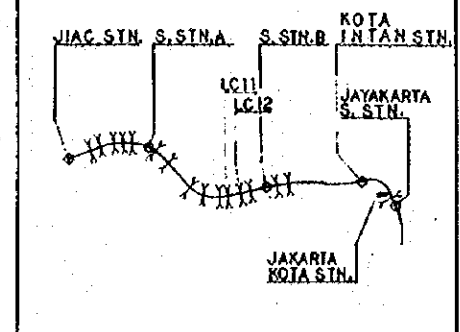 JIAC STN.
S. STN. A
S. STN. B
KOTA
INTAN STN.
LC11
LC12
JAYAKARTA
S. STN.
JAKARTA
KOTA STN.